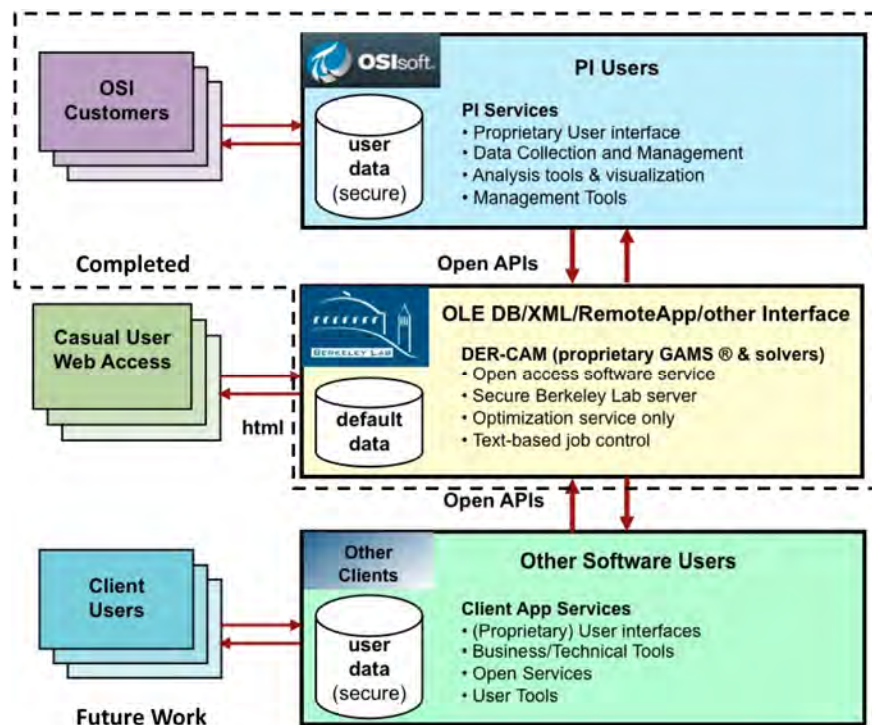 OSIsoft.
PI Users
OSI
Customers
user
data
(secure)
PI Services
• Proprietary User interface
• Data Collection and Management
• Analysis tools & visualization
• Management Tools
Completed
Open APIs
Casual User
Web Access
html
BERKELEY LAB
default
data
OLE DB/XML/RemoteApp/other Interface
DER-CAM (proprietary GAMS ® & solvers)
• Open access software service
• Secure Berkeley Lab server
• Optimization service only
• Text-based job control
Open APIs
Client
Users
Other
Clients
user
data
(secure)
Other Software Users
Client App Services
• (Proprietary) User interfaces
• Business/Technical Tools
• Open Services
• User Tools
Future Work